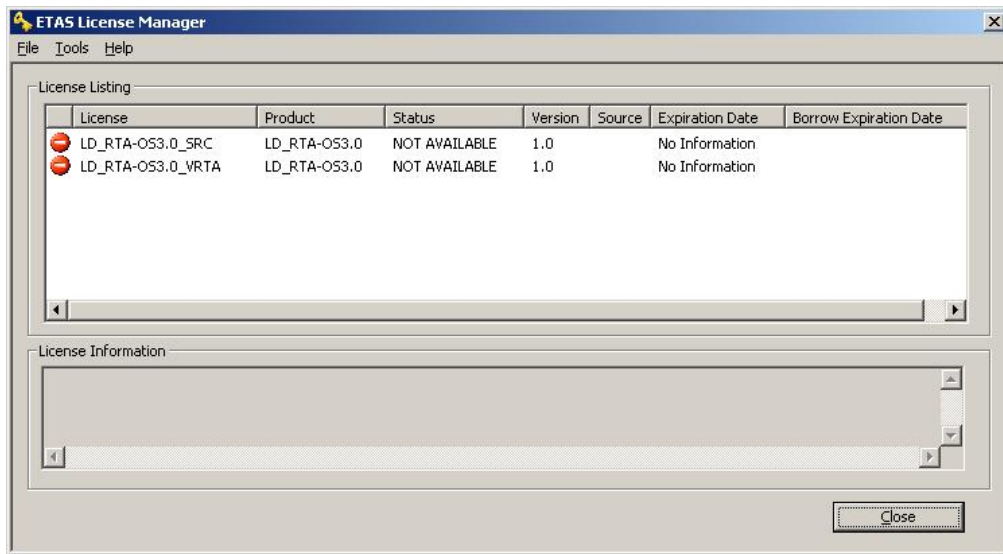 ETAS License Manager
File Tools Help
License Listing
License Product Status Version Source Expiration Date Borrow Expiration Date
LD_RTA-OS3.0_SRC LD_RTA-OS3.0 NOT AVAILABLE 1.0 No Information
LD_RTA-OS3.0_VRTA LD_RTA-OS3.0 NOT AVAILABLE 1.0 No Information
License Information
Close